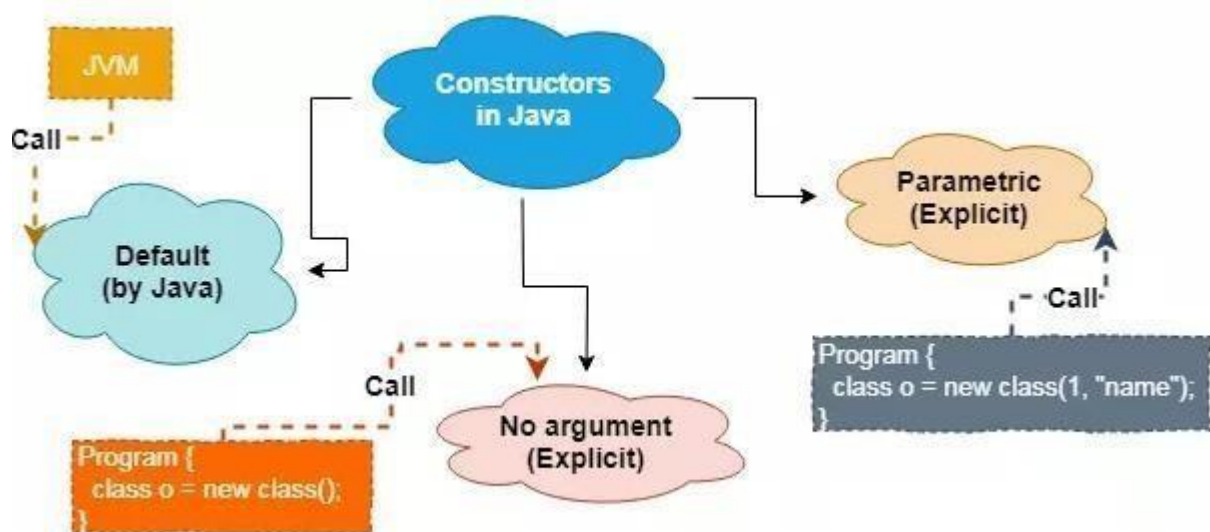 JVM
Constructors
in Java
Call
Parametric
(Explicit)
Default
(by Java)
Call
Program {
class o = new class(1, "name");
}
Call
No argument
(Explicit)
Program {
class o = new class();
}